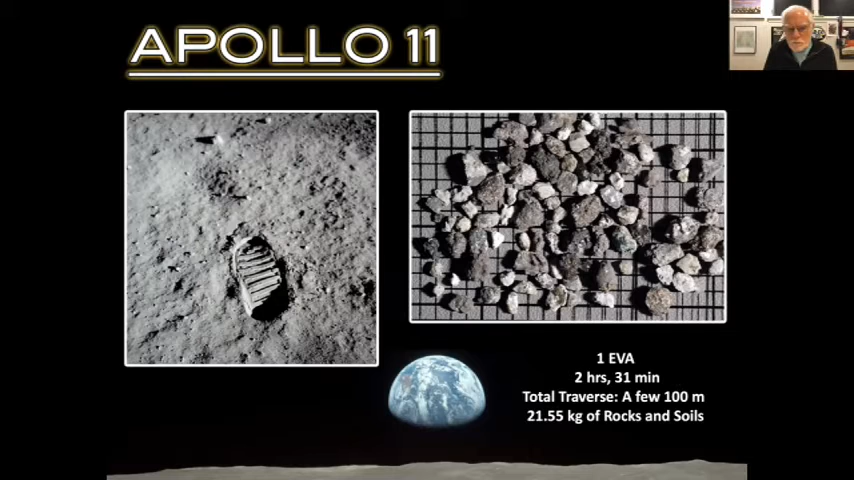 APOLLO 11
1 EVA
2 hrs, 31 min
Total Traverse: A few 100 m
21.55 kg of Rocks and Soils